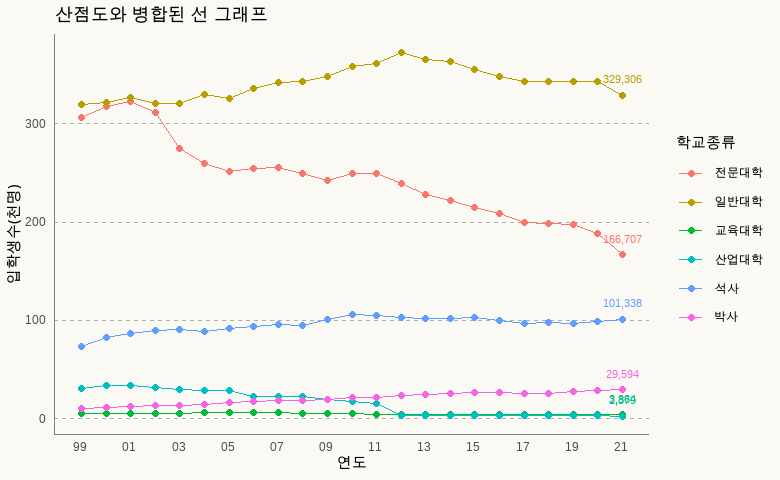 산점도와 병합된 선 그래프
입학생수(천명)
300
200
100
0
329,306
166,707
101,338
29,594
3,864
99 01 03 05 07 09 11 13 15 17 19 21
연도
학교종류
전문대학
일반대학
교육대학
산업대학
석사
박사